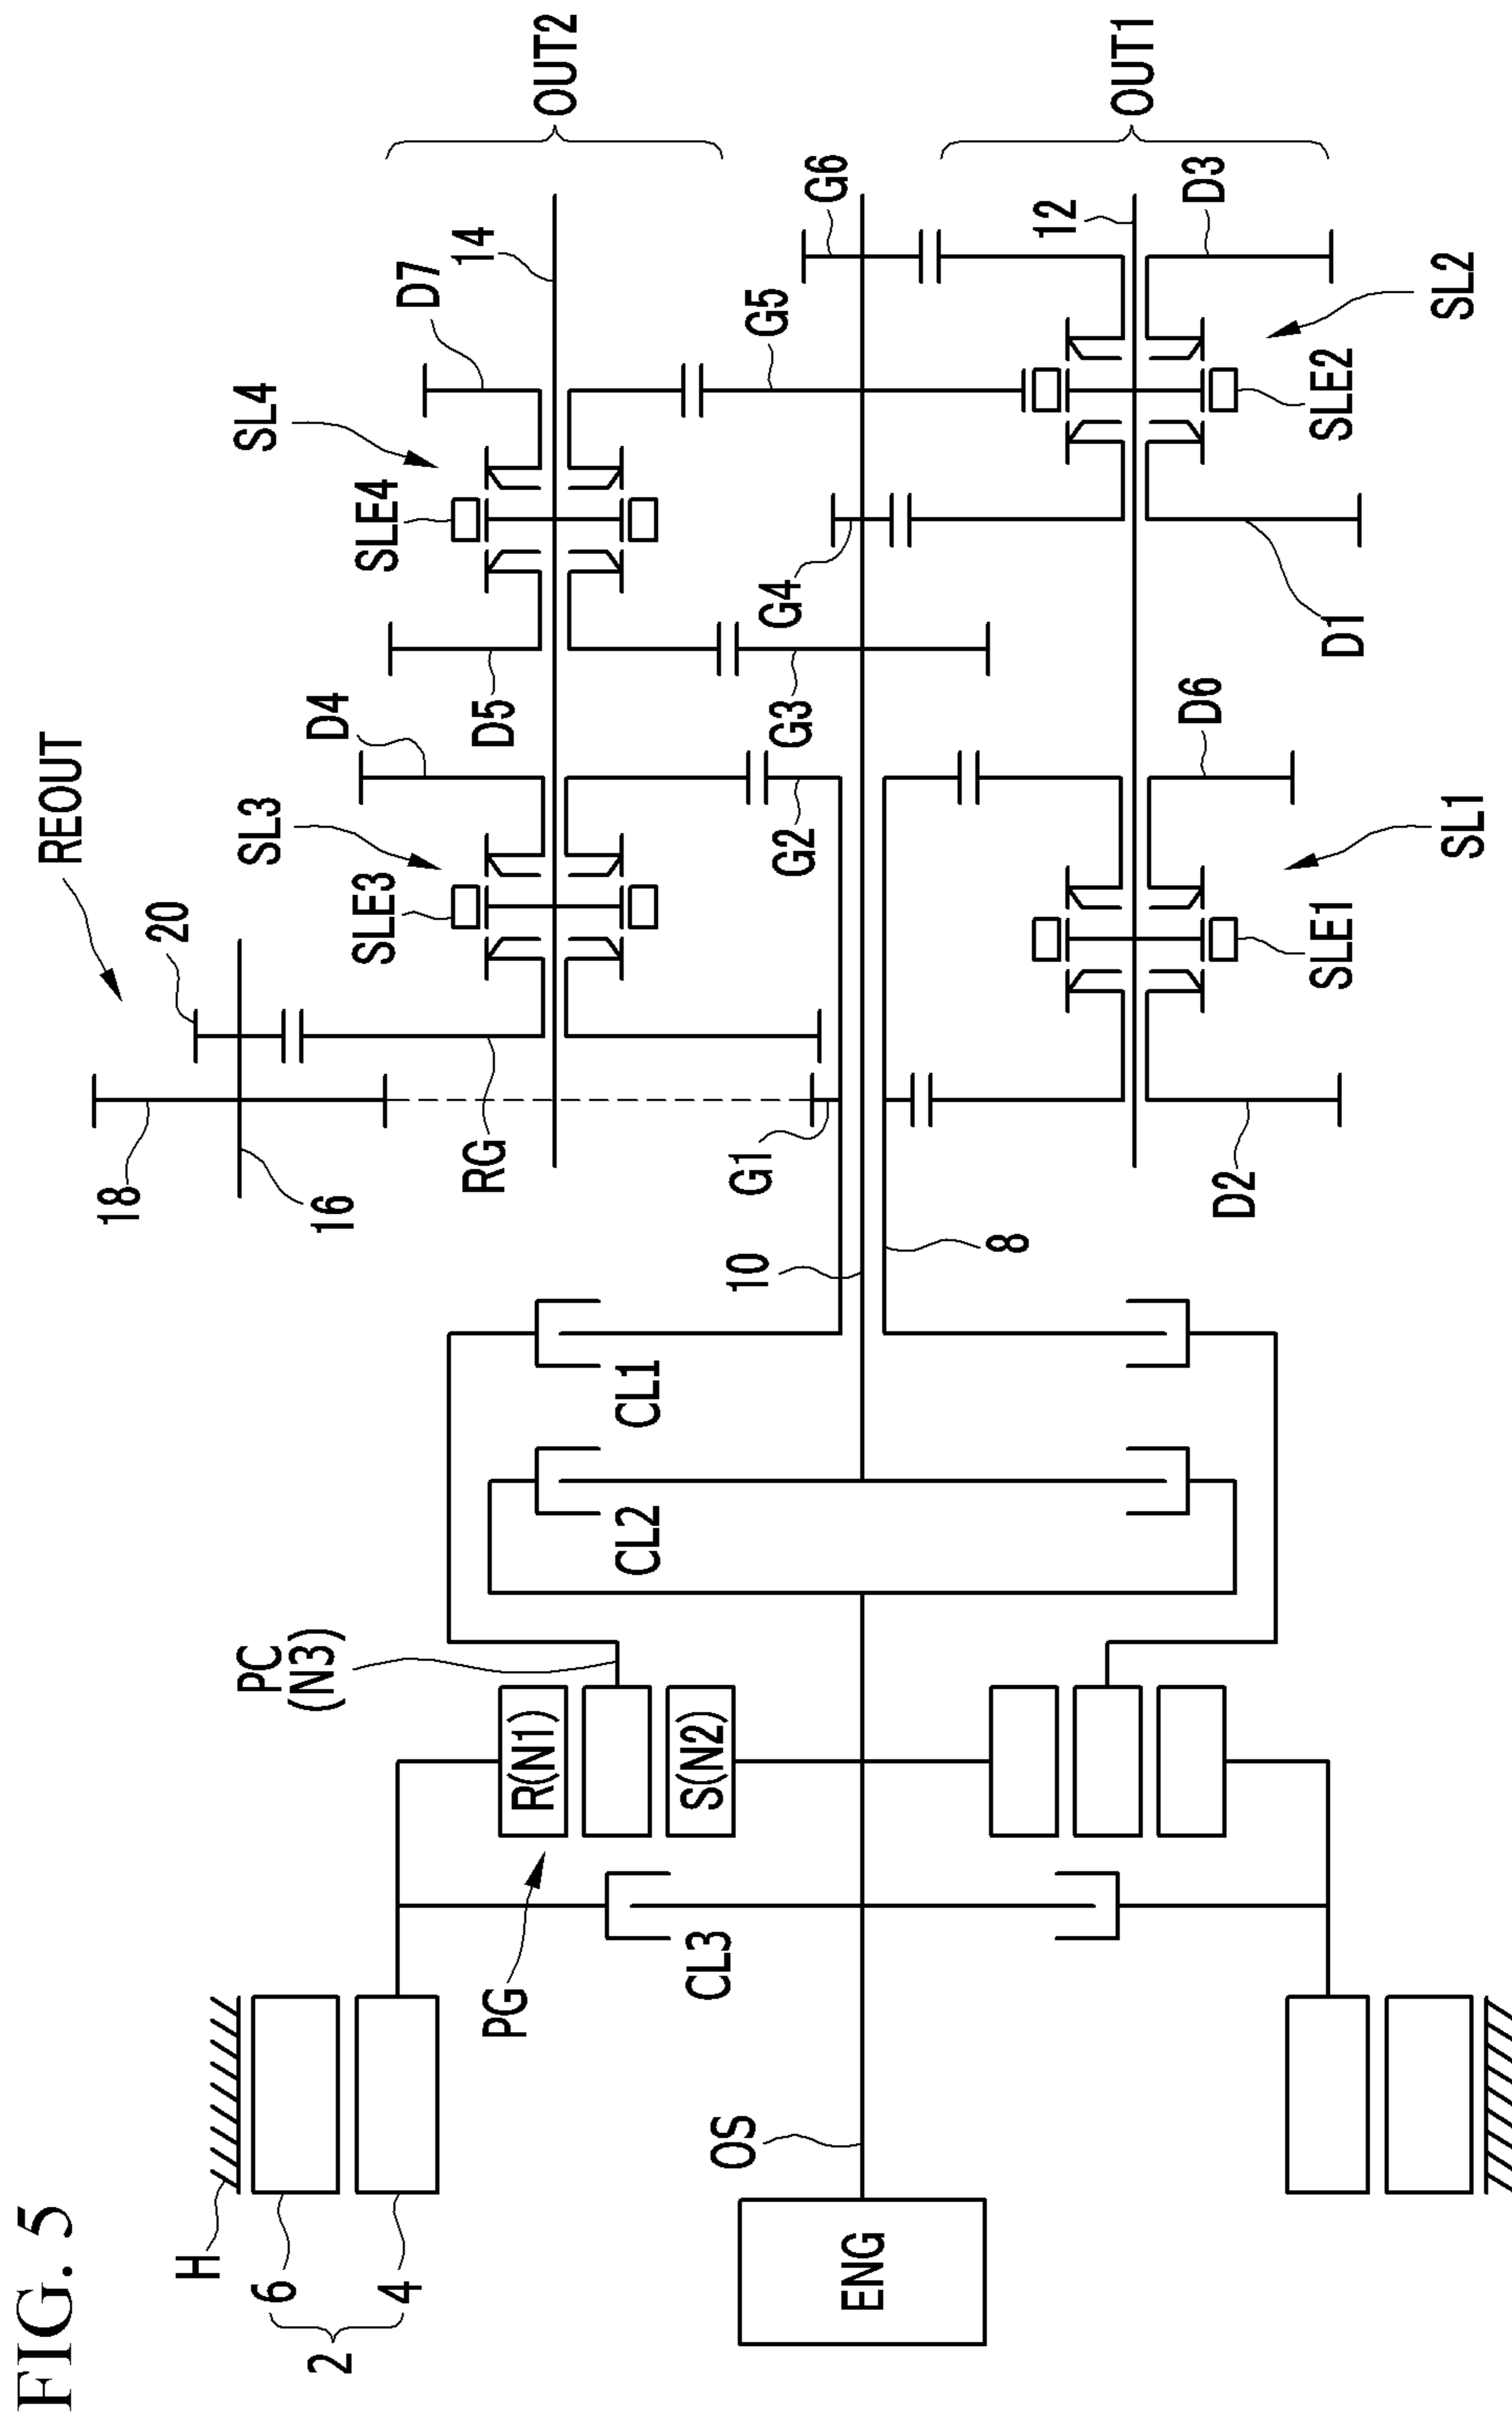 FIG. 5
REOUT
18
20
16
SL3
D4
SLE3
RG
SL4
SLE4
D5
D7
14
OUT2
H
6
4
2
PC
(N3)
R(N1)
S(N2)
PG
CL3
CL2
CL1
10
G1
G2
G3
G4
G5
G6
OS
ENG
8
12
OUT1
D3
D6
D2
SLE1
SL1
D1
SLE2
SL2